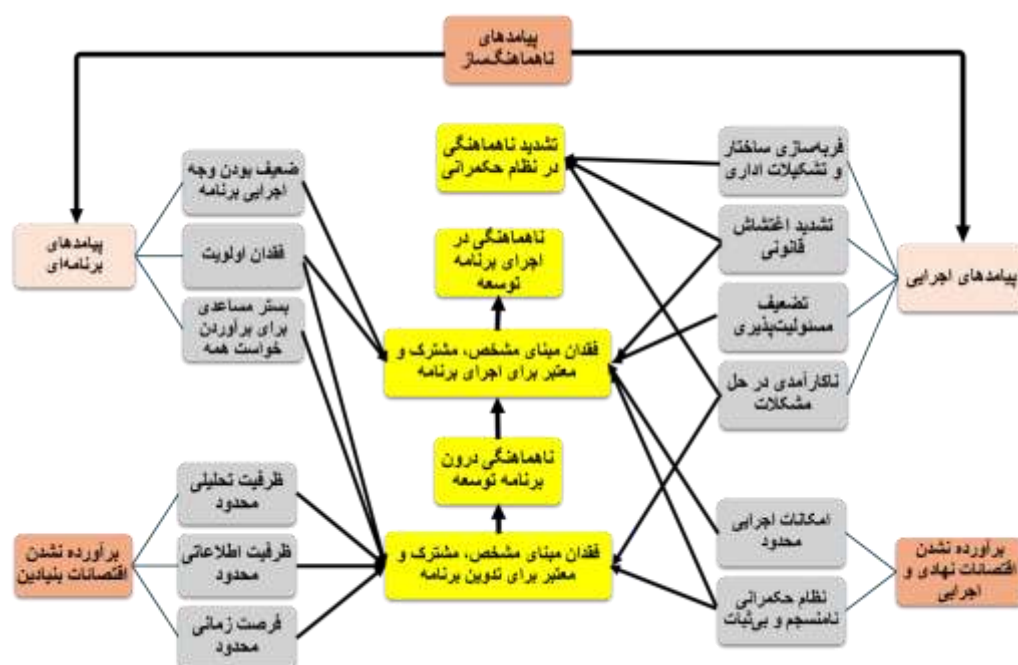 پیامدهای
ناهماهنگ‌ساز
فربه‌سازی ساختار
و تشکیلات اداری
تشدید ناهماهنگی
در نظام حکمرانی
ضعیف بودن وجه
اجرایی برنامه
پیامدهای اجرایی
تشدید اغتشاش
قانونی
ناهماهنگی در
اجرای برنامه
توسعه
فقدان اولویت
پیامدهای
برنامه‌ای
تضعیف
مسئولیت‌پذیری
بستر مساعدی
برای برآوردن
خواست همه
فقدان مبنای مشخص، مشترک و
معتبر برای اجرای برنامه
ناکارآمدی در حل
مشکلات
ناهماهنگی درون
برنامه توسعه
ظرفیت تحلیلی
محدود
امکانات اجرایی
محدود
برآورده نشدن
اقتضائات نهادی و
اجرایی
فقدان مبنای مشخص، مشترک و
معتبر برای تدوین برنامه
ظرفیت اطلاعاتی
محدود
برآورده نشدن
اقتضائات بنیادین
نظام حکمرانی
نامنسجم و بی‌ثبات
فرصت زمانی
محدود